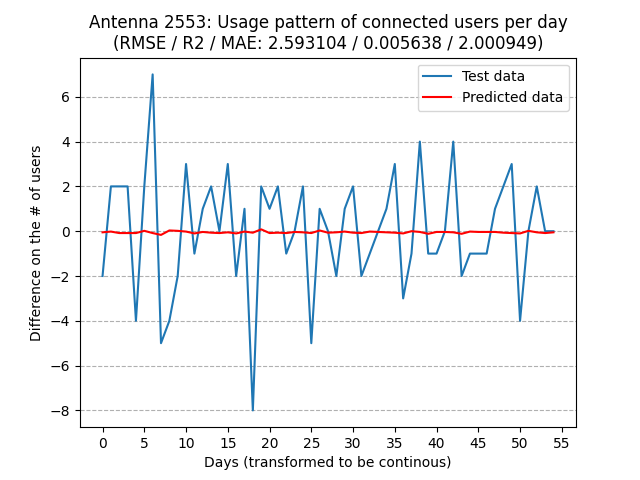 Antenna 2553: Usage pattern of connected users per day
(RMSE / R2 / MAE: 2.593104 / 0.005638 / 2.000949)
Test data
Predicted data
6
4
2
0
−2
−4
−6
−8
Difference on the # of users
0 5 10 15 20 25 30 35 40 45 50 55
Days (transformed to be continous)